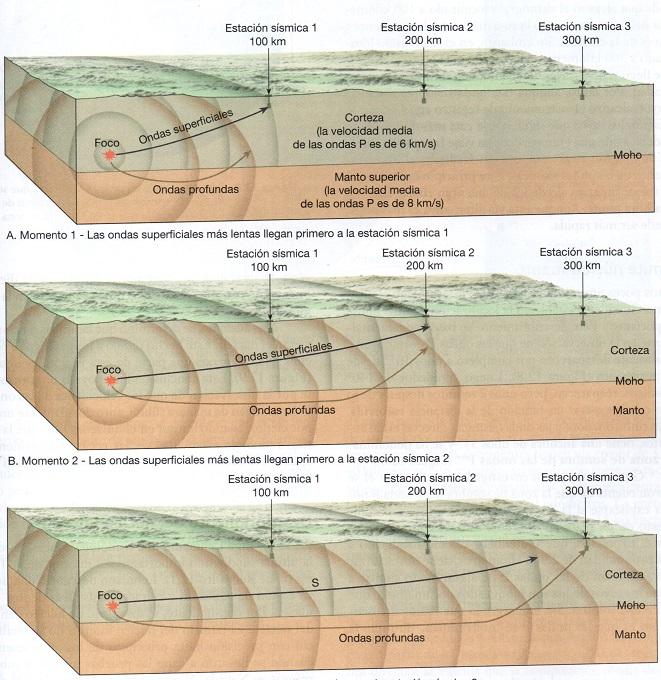 Estación sísmica 1
100 km
Estación sísmica 2
200 km
Estación sísmica 3
300 km
Foco
Ondas superficiales
Ondas profundas
Corteza
(la velocidad media
de las ondas P es de 6 km/s)
Moho
Manto superior
(la velocidad media
de las ondas P es de 8 km/s)
A. Momento 1 - Las ondas superficiales más lentas llegan primero a la estación sísmica 1
Estación sísmica 1
100 km
Estación sísmica 2
200 km
Estación sísmica 3
300 km
Foco
Ondas superficiales
Ondas profundas
Corteza
Moho
Manto
B. Momento 2 - Las ondas superficiales más lentas llegan primero a la estación sísmica 2
Estación sísmica 1
100 km
Estación sísmica 2
200 km
Estación sísmica 3
300 km
Foco
S
Ondas profundas
Corteza
Moho
Manto